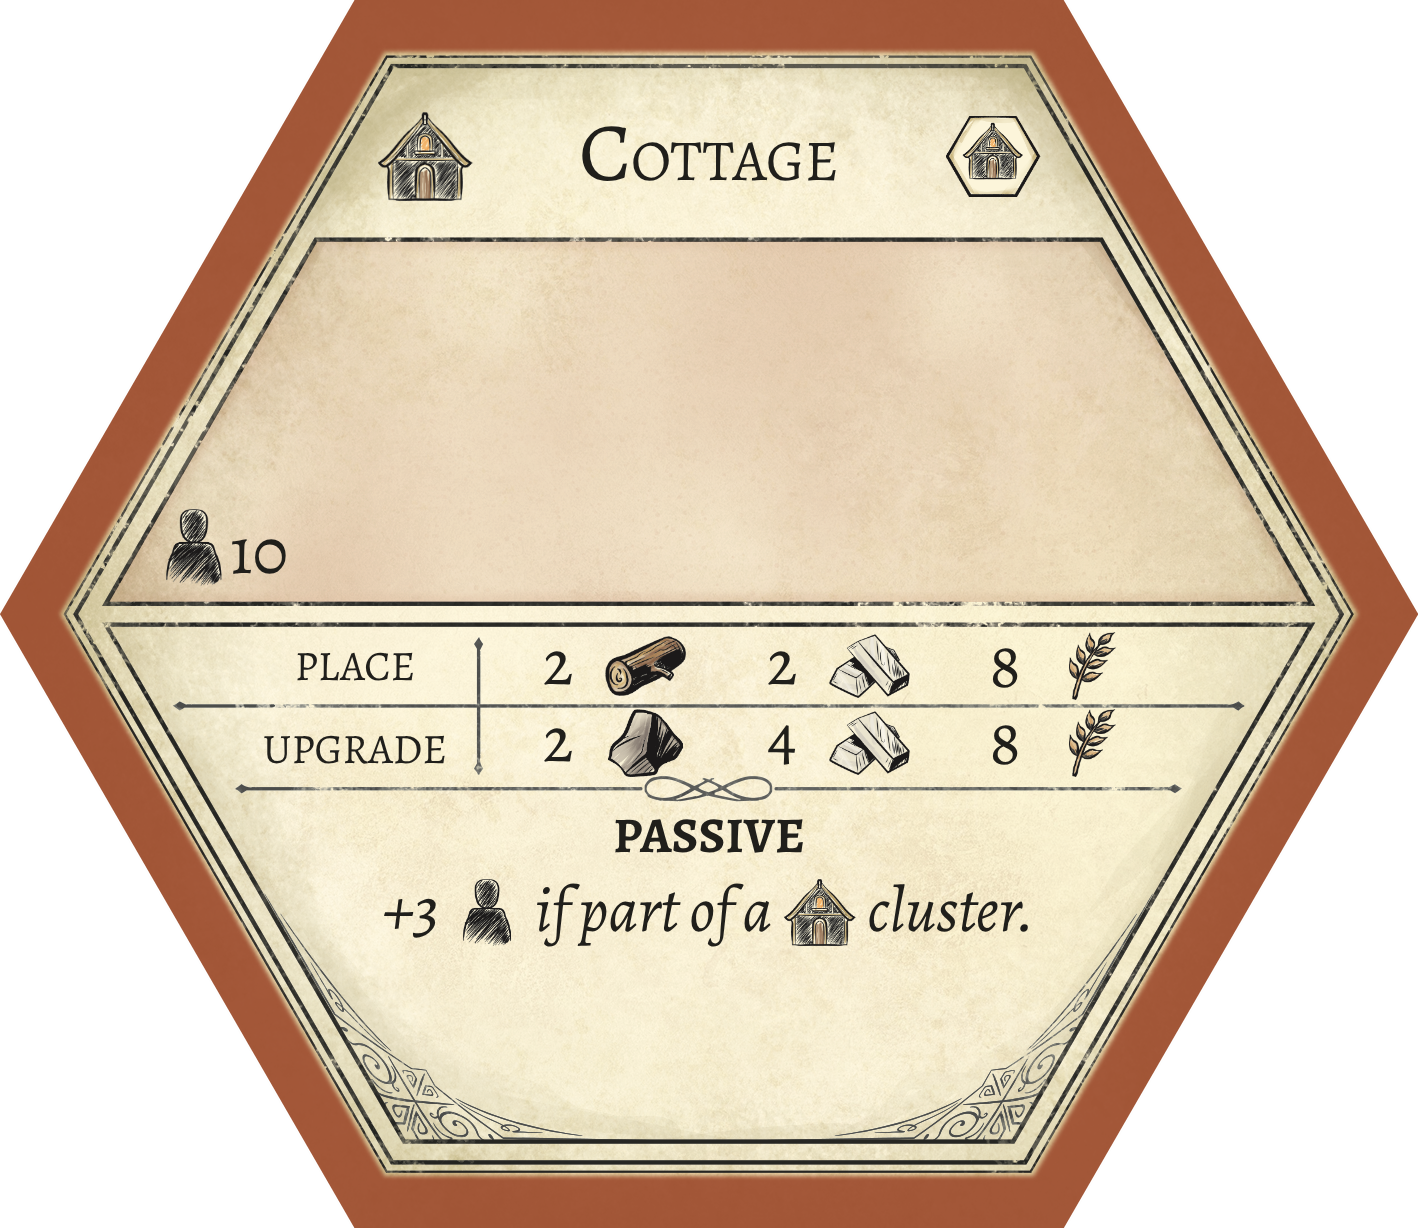 Cottage
10
PLACE 2 2 8
UPGRADE 2 4 8
PASSIVE
+3 if part of a cluster.